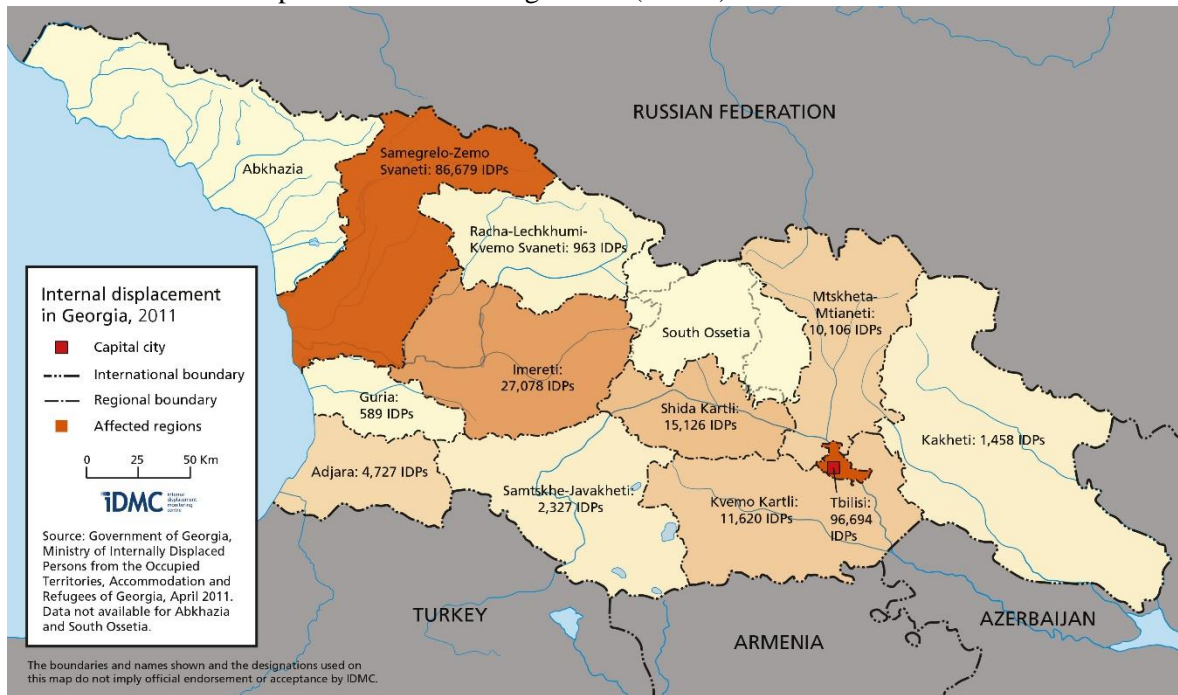 RUSSIAN FEDERATION
Abkhazia
Samegrelo-Zemo
Svaneti: 86,679 IDPs
Racha-Lechkhumi-
Kvemo Svaneti: 963 IDPs
Mtskheta-
Mtianeti:
10,106 IDPs
South Ossetia
Imereti:
27,078 IDPs
Guria:
589 IDPs
Shida Kartli:
15,126 IDPs
Kakheti: 1,458 IDPs
Adjara: 4,727 IDPs
Samtskhe-Javakheti:
2,327 IDPs
Kvemo Kartli:
11,620 IDPs
Tbilisi:
96,694
IDPs
TURKEY
ARMENIA
AZERBAIJAN
Internal displacement
in Georgia, 2011
Capital city
International boundary
Regional boundary
Affected regions
0 25 50 Km
iDMC
internal
displacement
monitoring
centre
Source: Government of Georgia,
Ministry of Internally Displaced
Persons from the Occupied
Territories, Accommodation and
Refugees of Georgia, April 2011.
Data not available for Abkhazia
and South Ossetia.
The boundaries and names shown and the designations used on
this map do not imply official endorsement or acceptance by IDMC.